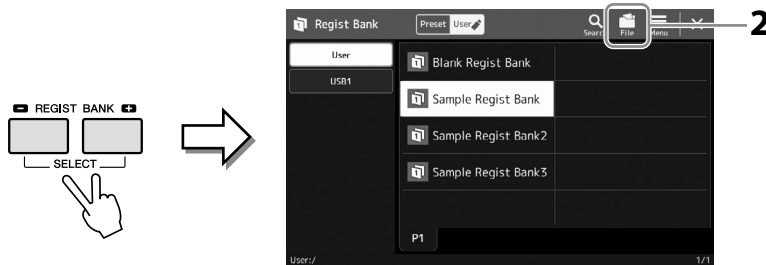 − REGIST BANK +
SELECT
Regist Bank
Preset User
Search File Menu
2
User
USB1
Blank Regist Bank
Sample Regist Bank
Sample Regist Bank2
Sample Regist Bank3
P1
User:/
1/1